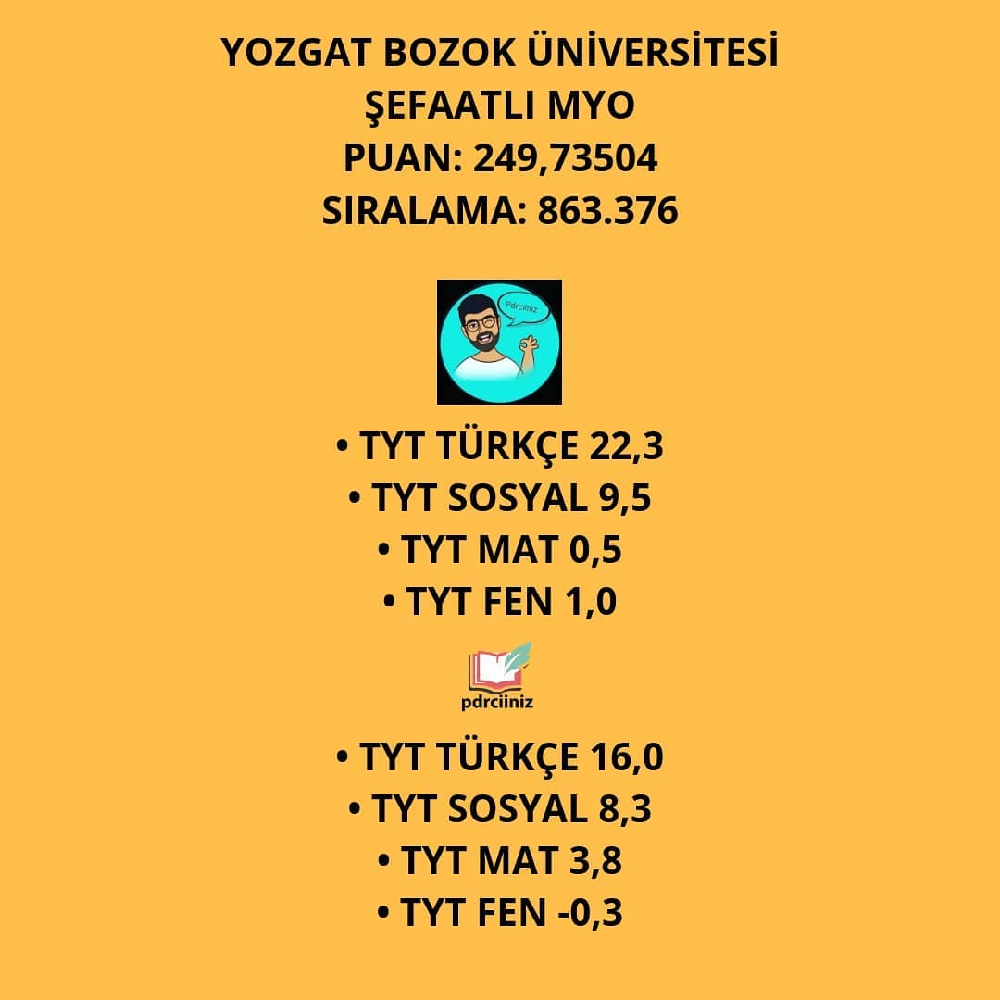 YOZGAT BOZOK ÜNİVERSİTESİ
ŞEFAATLI MYO
PUAN: 249,73504
SIRALAMA: 863.376
Pdrciiniz
• TYT TÜRKÇE 22,3
• TYT SOSYAL 9,5
• TYT MAT 0,5
• TYT FEN 1,0
pdrciiniz
• TYT TÜRKÇE 16,0
• TYT SOSYAL 8,3
• TYT MAT 3,8
• TYT FEN -0,3